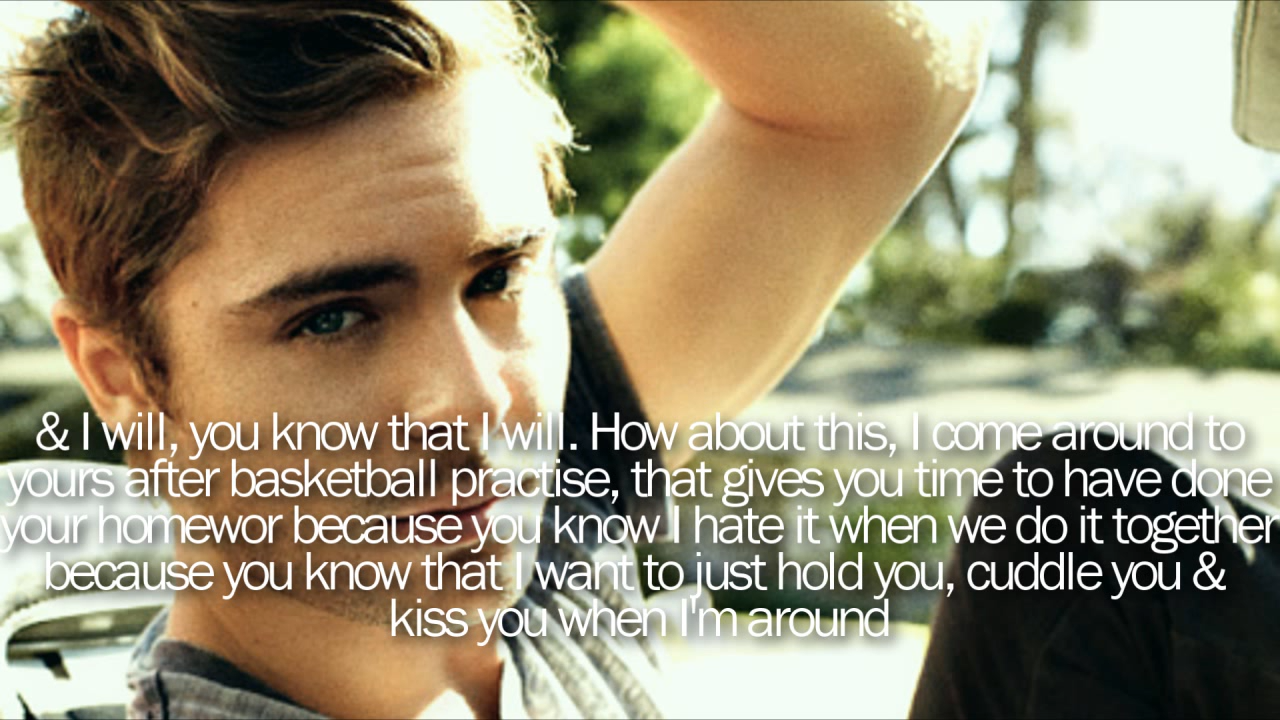 & I will, you know that I will. How about this, I come around to
yours after basketball practise, that gives you time to have done
your homewor because you know I hate it when we do it together
because you know that I want to just hold you, cuddle you &
kiss you when I'm around